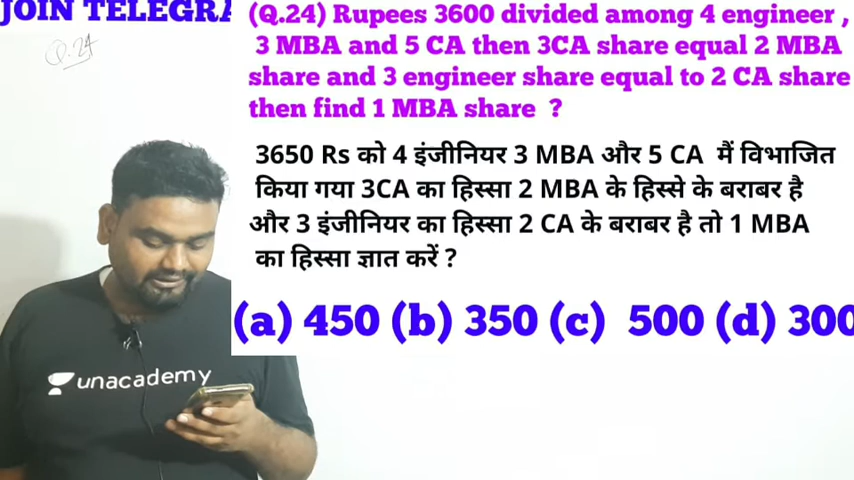 JOIN TELEGRA
Q.24
(Q.24) Rupees 3600 divided among 4 engineer ,
3 MBA and 5 CA then 3CA share equal 2 MBA
share and 3 engineer share equal to 2 CA share
then find 1 MBA share ?
3650 Rs को 4 इंजीनियर 3 MBA और 5 CA में विभाजित
किया गया 3CA का हिस्सा 2 MBA के हिस्से के बराबर है
और 3 इंजीनियर का हिस्सा 2 CA के बराबर है तो 1 MBA
का हिस्सा ज्ञात करें ?
(a) 450 (b) 350 (c) 500 (d) 300
unacademy